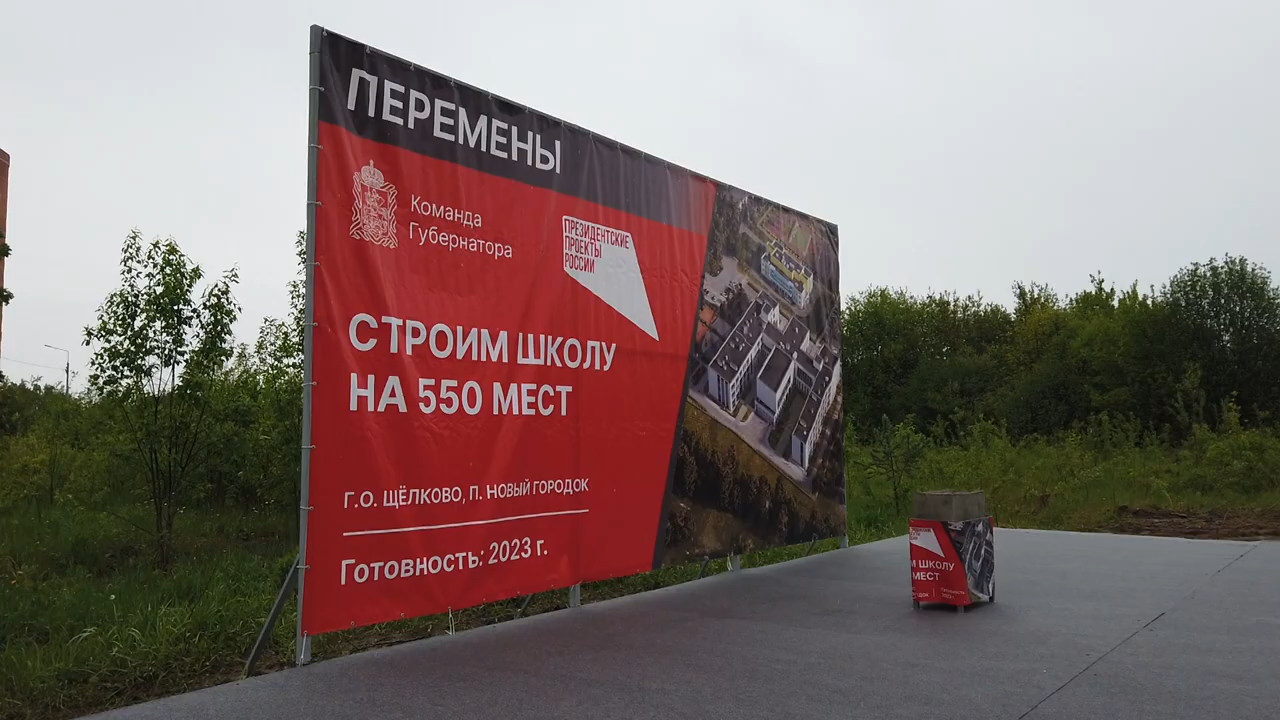 ПЕРЕМЕНЫ
Команда
Губернатора
ПРЕЗИДЕНТСКИЕ
ПРОЕКТЫ
РОССИИ
СТРОИМ ШКОЛУ
НА 550 МЕСТ
Г.О. ЩЁЛКОВО, П. НОВЫЙ ГОРОДОК
Готовность: 2023 г.
М ШКОЛУ
МЕСТ